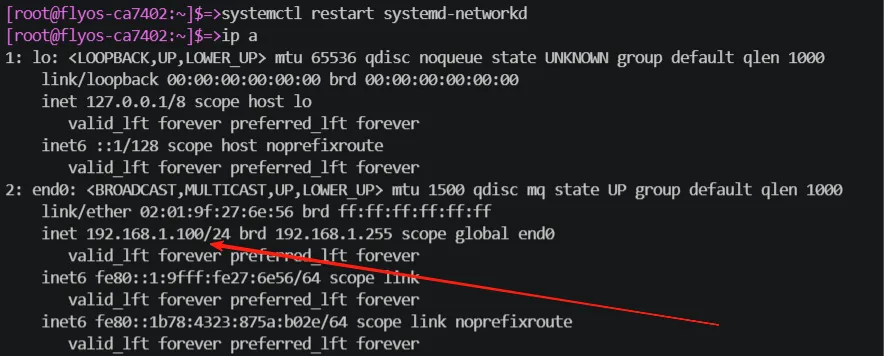 [root@flyos-ca7402:~]$=>systemctl restart systemd-networkd
[root@flyos-ca7402:~]$=>ip a
1: lo: <LOOPBACK,UP,LOWER_UP> mtu 65536 qdisc noqueue state UNKNOWN group default qlen 1000
link/loopback 00:00:00:00:00:00 brd 00:00:00:00:00:00
inet 127.0.0.1/8 scope host lo
valid_lft forever preferred_lft forever
inet6 ::1/128 scope host noprefixroute
valid_lft forever preferred_lft forever
2: end0: <BROADCAST,MULTICAST,UP,LOWER_UP> mtu 1500 qdisc mq state UP group default qlen 1000
link/ether 02:01:9f:27:6e:56 brd ff:ff:ff:ff:ff:ff
inet 192.168.1.100/24 brd 192.168.1.255 scope global end0
valid_lft forever preferred_lft forever
inet6 fe80::1:9fff:fe27:6e56/64 scope link
valid_lft forever preferred_lft forever
inet6 fe80::1b78:4323:875a:b02e/64 scope link noprefixroute
valid_lft forever preferred_lft forever